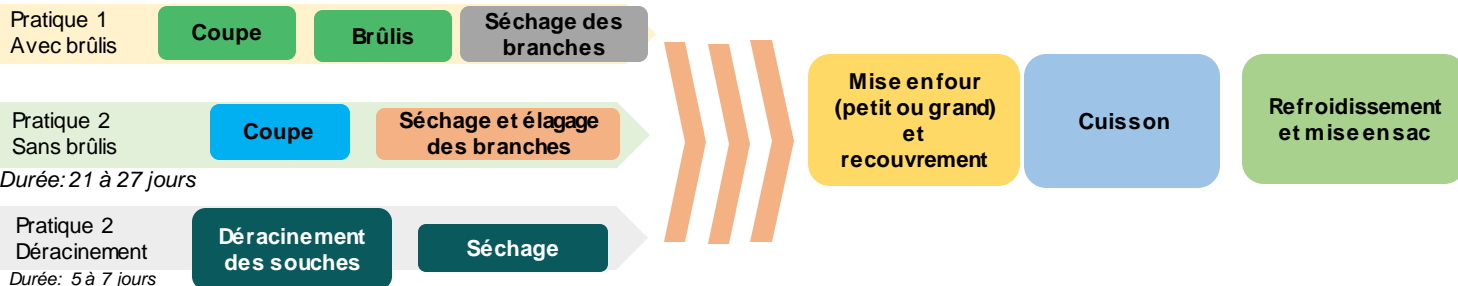 Pratique 1
Avec brûlis
Coupe
Brûlis
Séchage des
branches
Pratique 2
Sans brûlis
Coupe
Séchage et élagage
des branches
Durée: 21 à 27 jours
Pratique 2
Déracinement
Déracinement
des souches
Séchage
Durée: 5 à 7 jours
Mise en four
(petit ou grand)
et
recouvrement
Cuisson
Refroidissement
et mise en sac